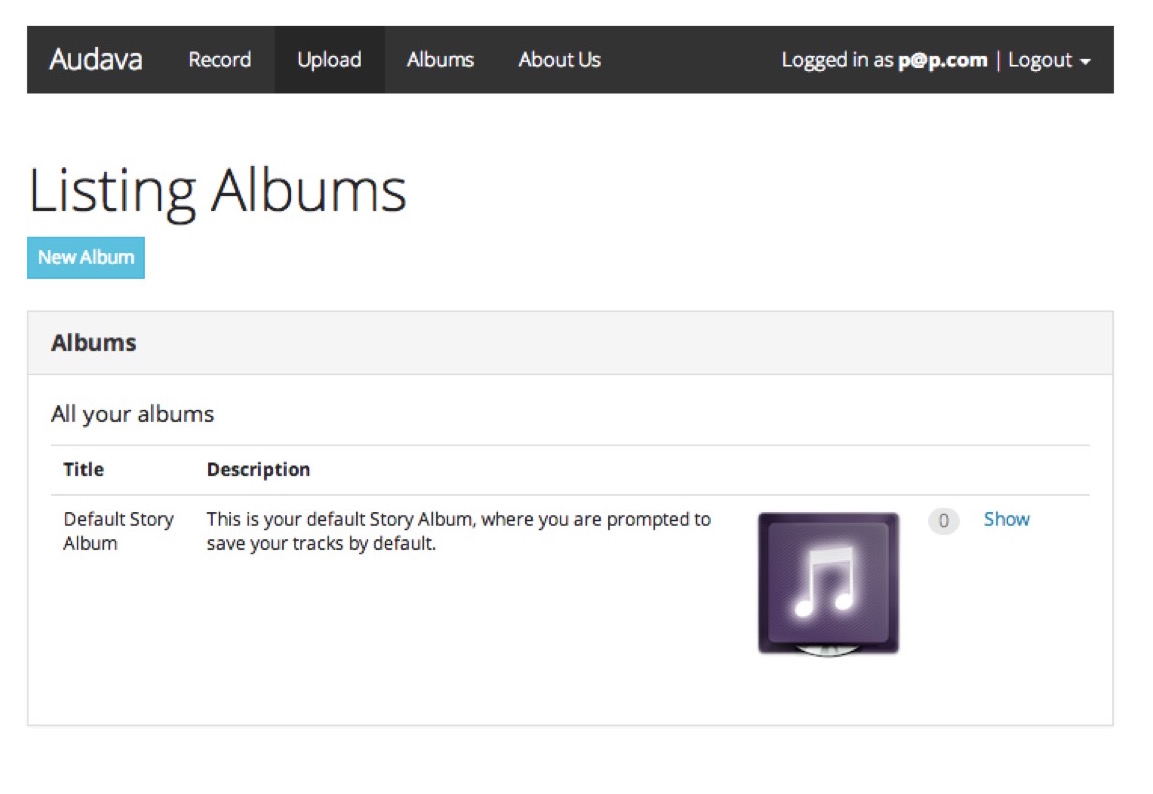 Audava Record Upload Albums About Us Logged in as p@p.com | Logout
Listing Albums
New Album
Albums
All your albums
Title Description
Default Story This is your default Story Album, where you are prompted to 0 Show
Album save your tracks by default.